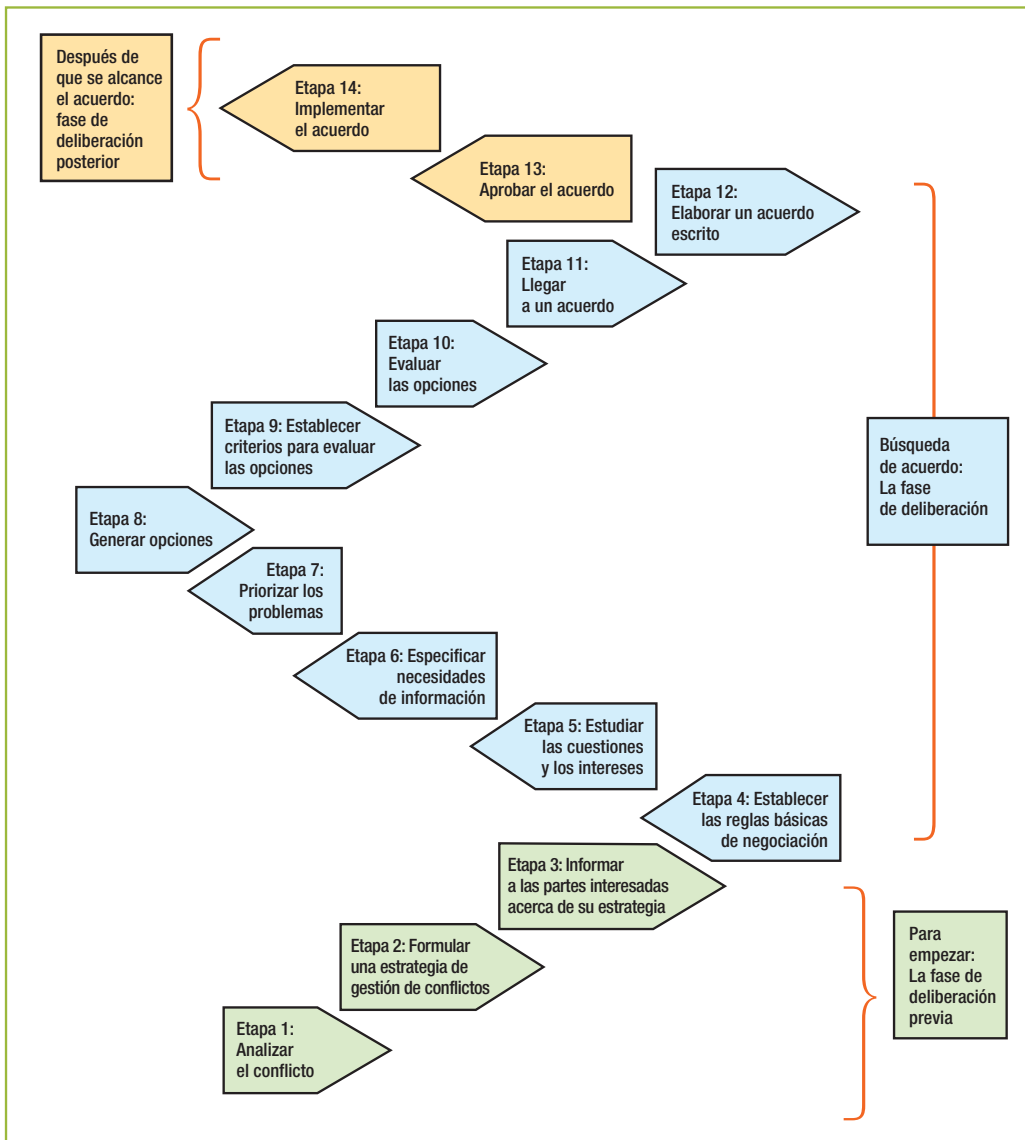 Después de
que se alcance
el acuerdo:
fase de
deliberación
posterior
Etapa 14:
Implementar
el acuerdo
Etapa 13:
Aprobar el acuerdo
Etapa 12:
Elaborar un acuerdo
escrito
Etapa 11:
Llegar
a un acuerdo
Etapa 10:
Evaluar
las opciones
Etapa 9: Establecer
criterios para evaluar
las opciones
Búsqueda
de acuerdo:
La fase
de deliberación
Etapa 8:
Generar opciones
Etapa 7:
Priorizar los
problemas
Etapa 6: Especificar
necesidades
de información
Etapa 5: Estudiar
las cuestiones
y los intereses
Etapa 4: Establecer
las reglas básicas
de negociación
Etapa 3: Informar
a las partes interesadas
acerca de su estrategia
Etapa 2: Formular
una estrategia de
gestión de conflictos
Para
empezar:
La fase de
deliberación
previa
Etapa 1:
Analizar
el conflicto